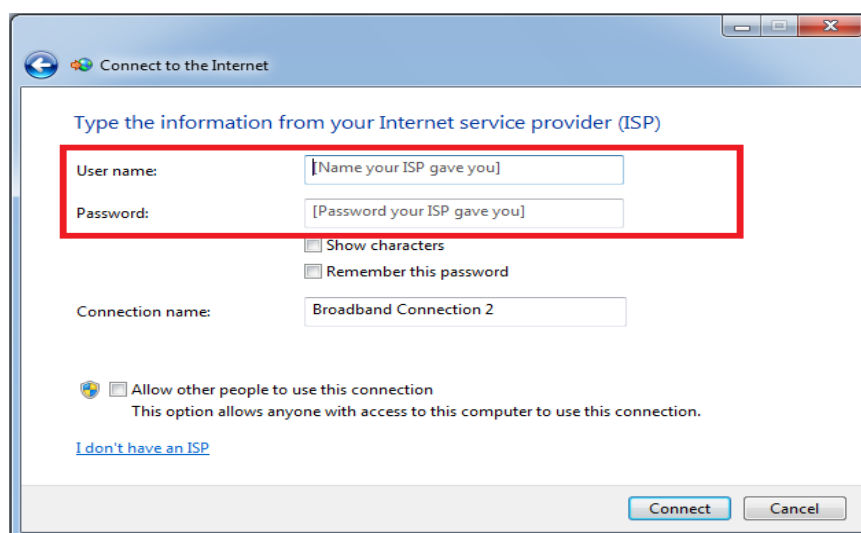 Connect to the Internet
Type the information from your Internet service provider (ISP)
User name: [Name your ISP gave you]
Password: [Password your ISP gave you]
Show characters
Remember this password
Connection name: Broadband Connection 2
Allow other people to use this connection
This option allows anyone with access to this computer to use this connection.
I don't have an ISP
Connect Cancel